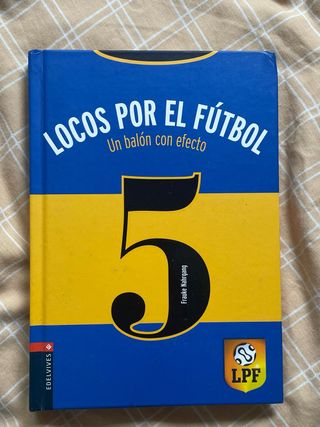 LOCOS POR EL FÚTBOL
Un balón con efecto
5
Frauke Nahrgang
EDELVIVES
LPF